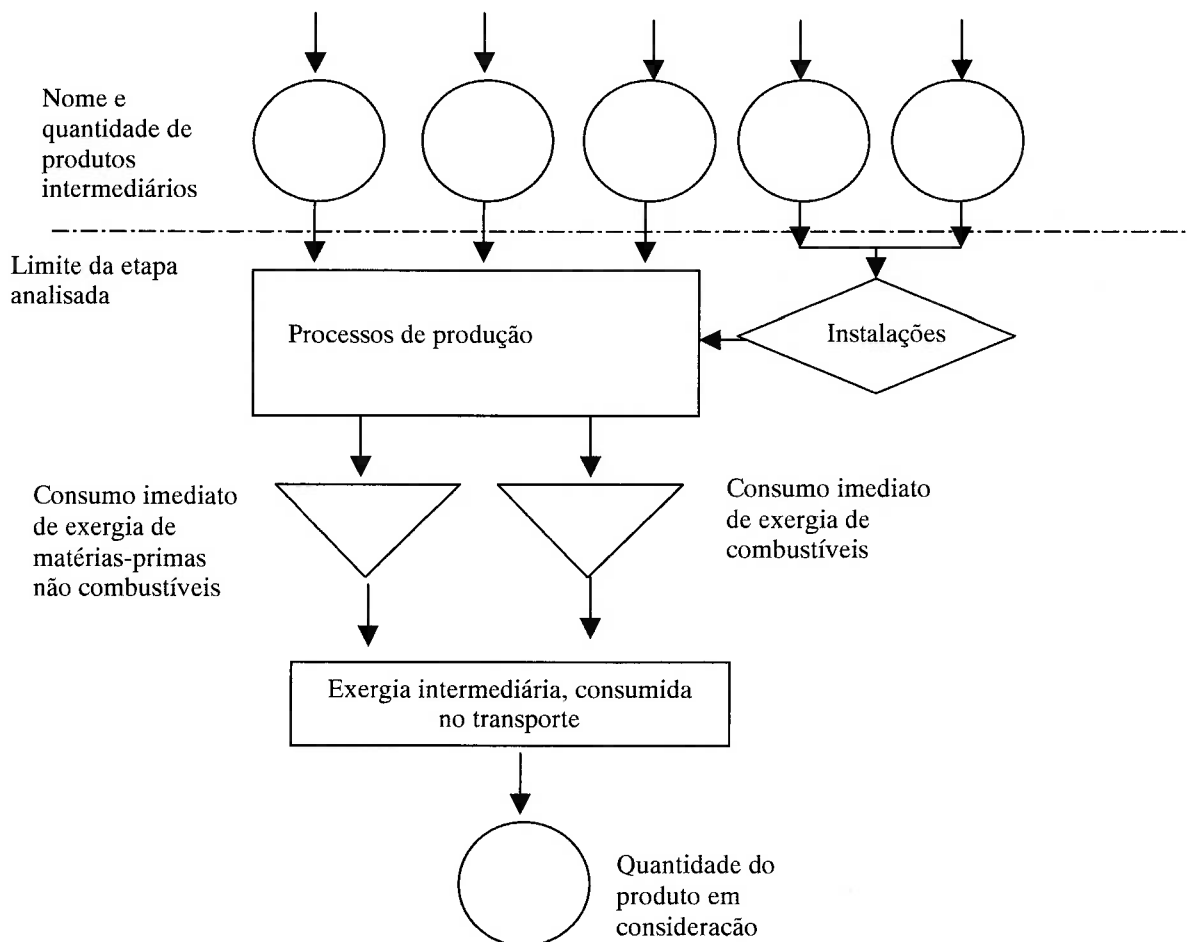 Nome e
quantidade de
produtos
intermediários
Limite da etapa
analisada
Processos de produção
Instalações
Consumo imediato
de exergia de
matérias-primas
não combustíveis
Consumo imediato
de exergia de
combustíveis
Exergia intermediária, consumida
no transporte
Quantidade do
produto em
consideracão